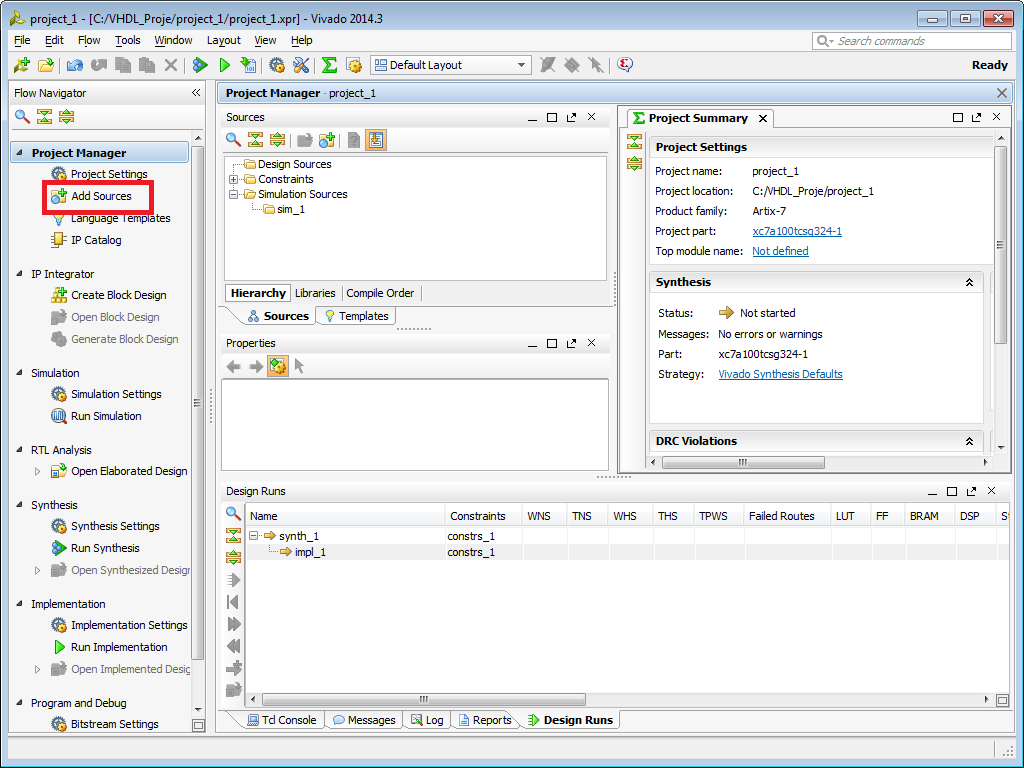 project_1 - [C:/VHDL_Proje/project_1/project_1.xpr] - Vivado 2014.3
File Edit Flow Tools Window Layout View Help
Search commands
Default Layout
Ready
Flow Navigator
Project Manager
Project Settings
Add Sources
Language Templates
IP Catalog
IP Integrator
Create Block Design
Open Block Design
Generate Block Design
Simulation
Simulation Settings
Run Simulation
RTL Analysis
Open Elaborated Design
Synthesis
Synthesis Settings
Run Synthesis
Open Synthesized Design
Implementation
Implementation Settings
Run Implementation
Open Implemented Desig
Program and Debug
Bitstream Settings
Project Manager - project_1
Sources
Design Sources
Constraints
Simulation Sources
sim_1
Hierarchy Libraries Compile Order
Sources Templates
Properties
Project Summary
Project Settings
Project name: project_1
Project location: C:/VHDL_Proje/project_1
Product family: Artix-7
Project part: xc7a100tcsg324-1
Top module name: Not defined
Synthesis
Status: Not started
Messages: No errors or warnings
Part: xc7a100tcsg324-1
Strategy: Vivado Synthesis Defaults
DRC Violations
Design Runs
Name Constraints WNS TNS WHS THS TPWS Failed Routes LUT FF BRAM DSP St
synth_1 constrs_1
impl_1 constrs_1
Tcl Console Messages Log Reports Design Runs